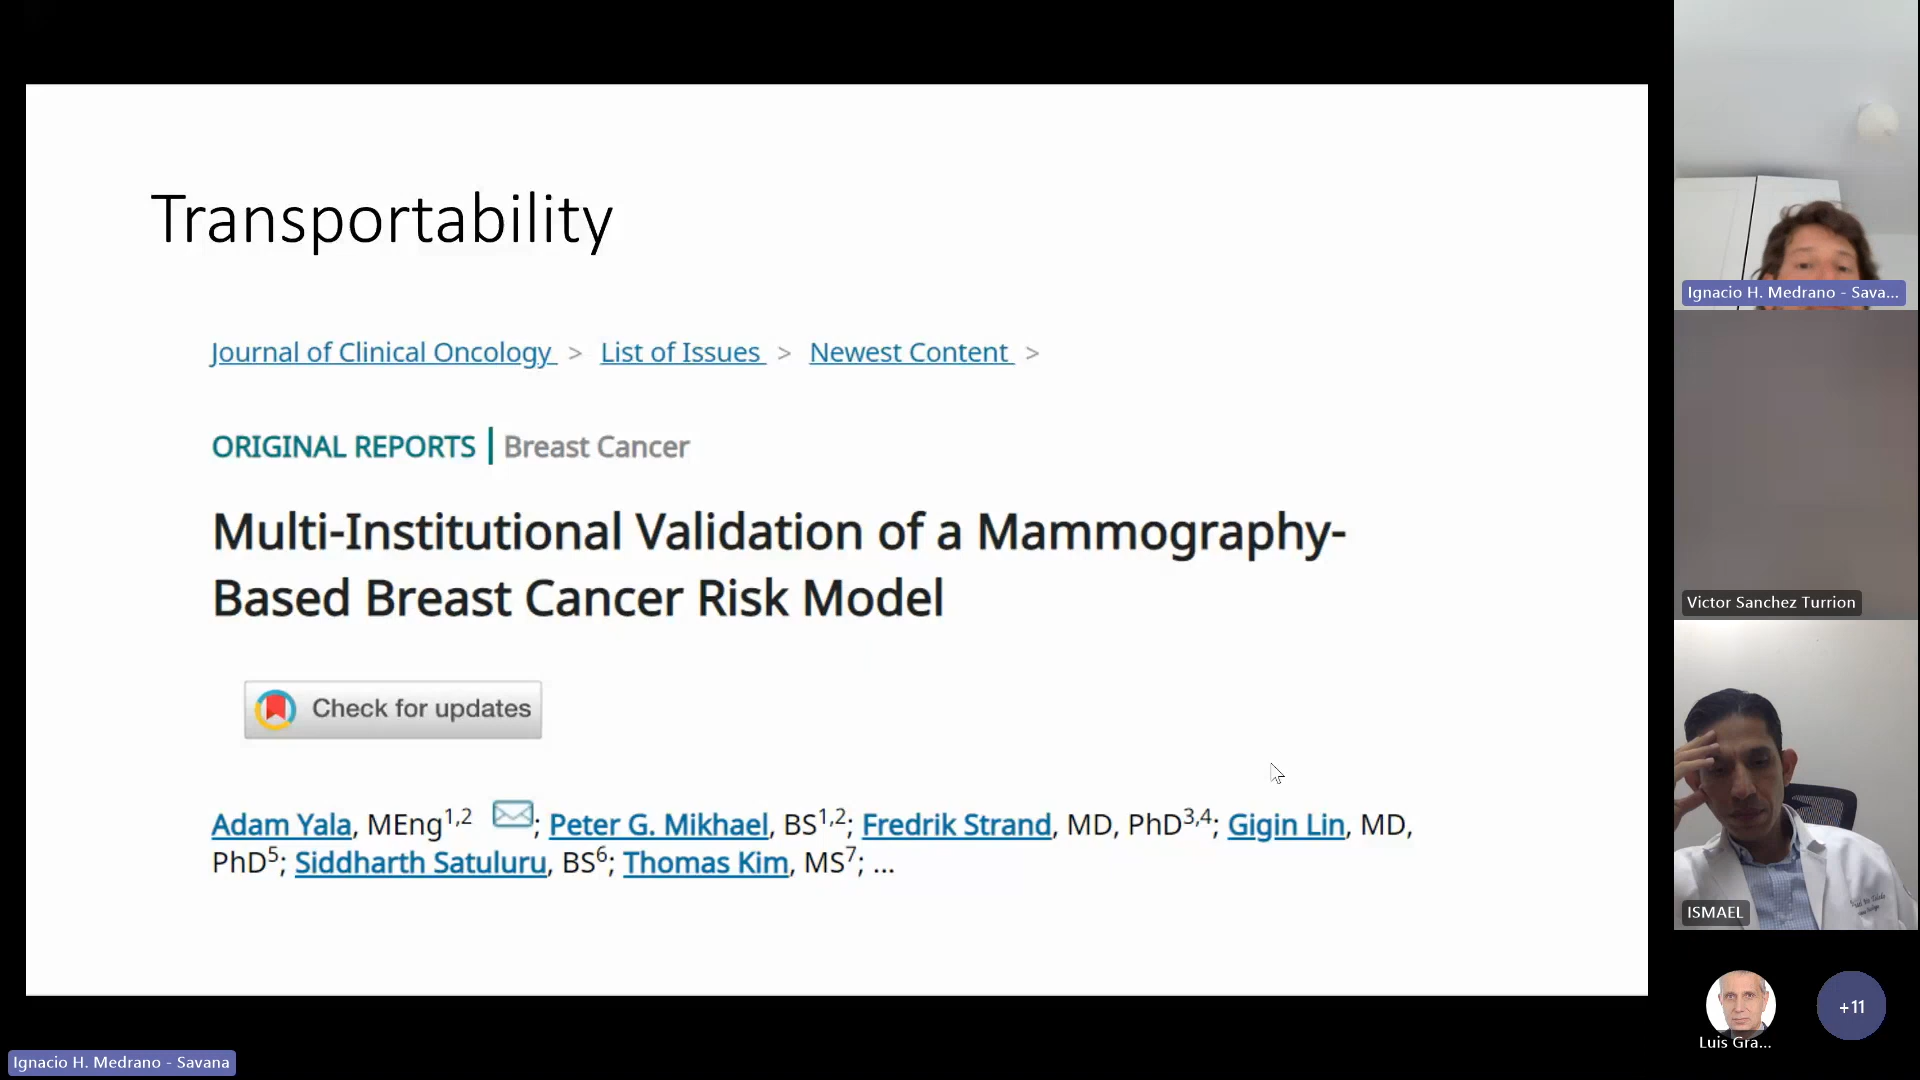 Transportability
Journal of Clinical Oncology > List of Issues > Newest Content >
ORIGINAL REPORTS | Breast Cancer
Multi-Institutional Validation of a Mammography-
Based Breast Cancer Risk Model
Check for updates
Adam Yala, MEng1,2 ; Peter G. Mikhael, BS1,2; Fredrik Strand, MD, PhD3,4; Gigin Lin, MD,
PhD5; Siddharth Satuluru, BS6; Thomas Kim, MS7; ...
Ignacio H. Medrano - Sava...
Victor Sanchez Turrion
ISMAEL
Luis Gra...
+11
Ignacio H. Medrano - Savana